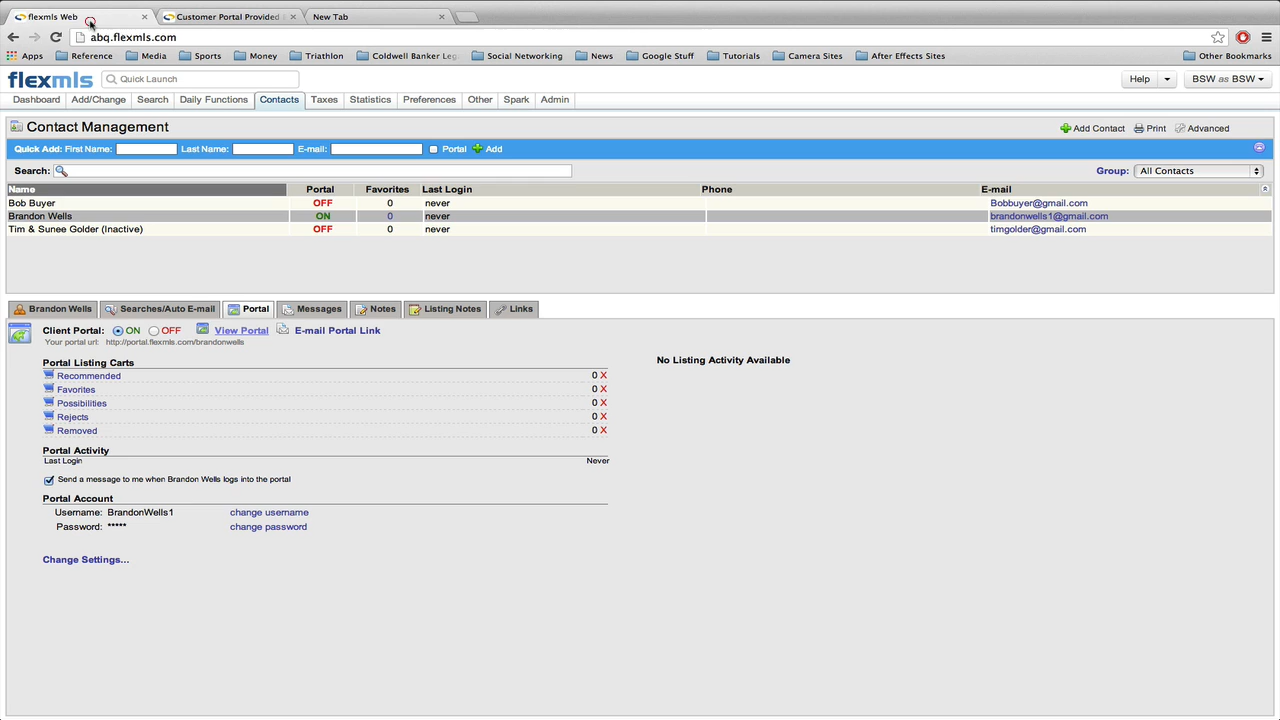 flexmls Web
Customer Portal Provided
New Tab
abq.flexmls.com
Apps Reference Media Sports Money Triathlon Coldwell Banker Leg Social Networking News Google Stuff Tutorials Camera Sites After Effects Sites Other Bookmarks
flexmls Quick Launch Help BSW as BSW
Dashboard Add/Change Search Daily Functions Contacts Taxes Statistics Preferences Other Spark Admin
Contact Management Add Contact Print Advanced
Quick Add: First Name: Last Name: E-mail: Portal Add
Search: Group: All Contacts
Name Portal Favorites Last Login Phone E-mail
Bob Buyer OFF 0 never Bobbuyer@gmail.com
Brandon Wells ON 0 never brandonwells1@gmail.com
Tim & Sunee Golder (Inactive) OFF 0 never timgolder@gmail.com
Brandon Wells Searches/Auto E-mail Portal Messages Notes Listing Notes Links
Client Portal: ON OFF View Portal E-mail Portal Link
Your portal url: http://portal.flexmls.com/brandonwells
Portal Listing Carts
Recommended 0 X
Favorites 0 X
Possibilities 0 X
Rejects 0 X
Removed 0 X
Portal Activity
Last Login Never
Send a message to me when Brandon Wells logs into the portal
Portal Account
Username: BrandonWells1 change username
Password: ***** change password
Change Settings...
No Listing Activity Available